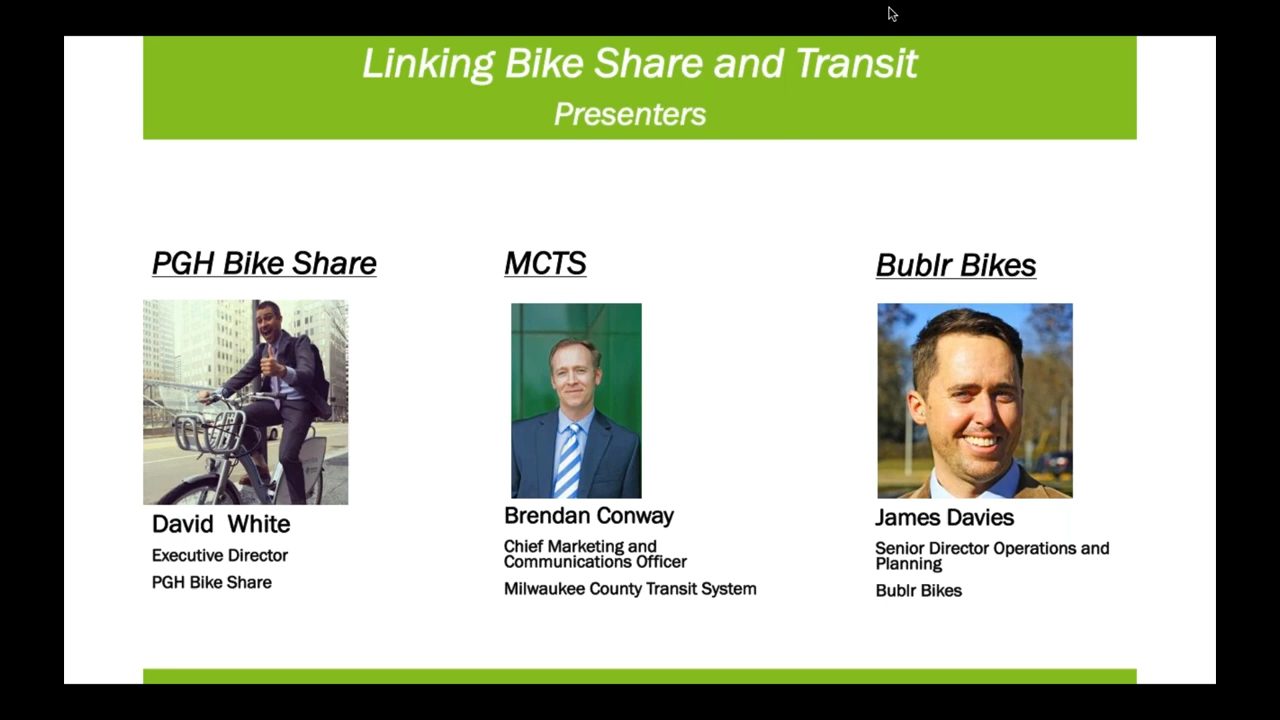 Linking Bike Share and Transit
Presenters
PGH Bike Share
David White
Executive Director
PGH Bike Share
MCTS
Brendan Conway
Chief Marketing and
Communications Officer
Milwaukee County Transit System
Bublr Bikes
James Davies
Senior Director Operations and
Planning
Bublr Bikes